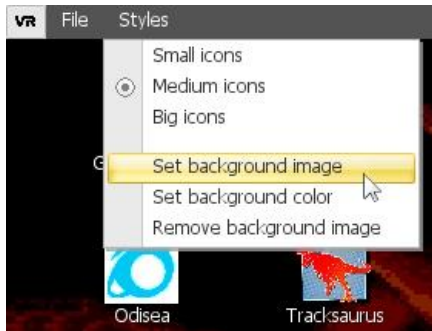 VR File Styles
Small icons
Medium icons
Big icons
G
Set background image
Set background color
Remove background image
Odisea Tracksaurus